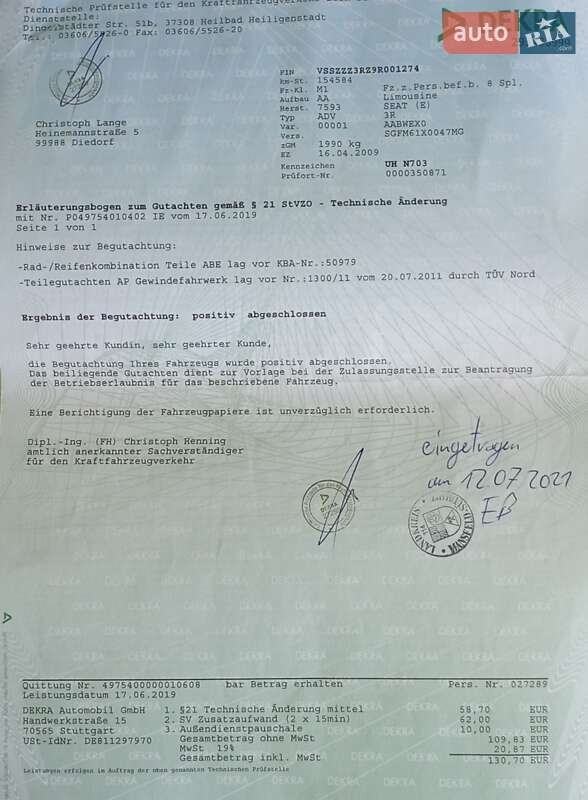 Technische Prüfstelle für den Kraftfahrzeugverkehr
Dienststelle:
Dingelstädter Str. 51b, 37308 Heilbad Heiligenstadt
Tel.: 03606/5526-0 Fax: 03606/5526-20
DEKRA
auto RIA.com
Christoph Lange
Heinemannstraße 5
99988 Diedorf
FIN VSSZZZ3RZ9R001274
km-St. 154584
Fz-Kl. M1 Fz.z.Pers.bef.b. 8 Spl.
Aufbau AA Limousine
Herst. 7593 SEAT (E)
Typ ADV 3R
Var. 00001 AABWEX0
Vers. SGFM61X0047MG
zGM 1990 kg
EZ 16.04.2009
Kennzeichen UH N703
Prüfort-Nr. 0000350871
Erläuterungsbogen zum Gutachten gemäß § 21 StVZO - Technische Änderung
mit Nr. P049754010402 IE vom 17.06.2019
Seite 1 von 1
Hinweise zur Begutachtung:
-Rad-/Reifenkombination Teile ABE lag vor KBA-Nr.:50979
-Teilegutachten AP Gewindefahrwerk lag vor Nr.:1300/11 vom 20.07.2011 durch TÜV Nord
Ergebnis der Begutachtung: positiv abgeschlossen
Sehr geehrte Kundin, sehr geehrter Kunde,
die Begutachtung Ihres Fahrzeugs wurde positiv abgeschlossen.
Das beiliegende Gutachten dient zur Vorlage bei der Zulassungsstelle zur Beantragung
der Betriebserlaubnis für das beschriebene Fahrzeug.
Eine Berichtigung der Fahrzeugpapiere ist unverzüglich erforderlich.
Dipl.-Ing. (FH) Christoph Henning
amtlich anerkannter Sachverständiger
für den Kraftfahrzeugverkehr
eingetragen
am 12.07.2021
EB
Quittung Nr. 4975400000010608 bar Betrag erhalten Pers. Nr. 027289
Leistungsdatum 17.06.2019
DEKRA Automobil GmbH 1. §21 Technische Änderung mittel 58,70 EUR
Handwerkstraße 15 2. SV Zusatzaufwand (2 x 15min) 62,00 EUR
70565 Stuttgart 3. Außendienstpauschale 10,00 EUR
USt-IdNr. DE811297970 Gesamtbetrag ohne MwSt 109,83 EUR
MwSt 19% 20,87 EUR
Gesamtbetrag inkl. MwSt 130,70 EUR
Leistungen erfolgen im Auftrag der oben genannten Technischen Prüfstelle